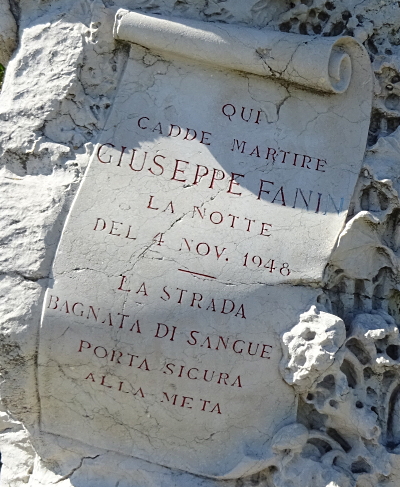 QUI
CADDE MARTIRE
GIUSEPPE FANIN
LA NOTTE
DEL 4 NOV. 1948
LA STRADA
BAGNATA DI SANGUE
PORTA SICURA
ALLA META